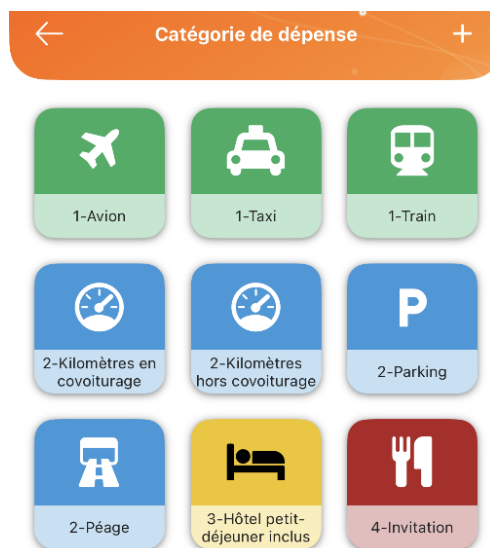 Catégorie de dépense
1-Avion
1-Taxi
1-Train
2-Kilomètres en
covoiturage
2-Kilomètres
hors covoiturage
P
2-Parking
2-Péage
3-Hôtel petit-
déjeuner inclus
4-Invitation